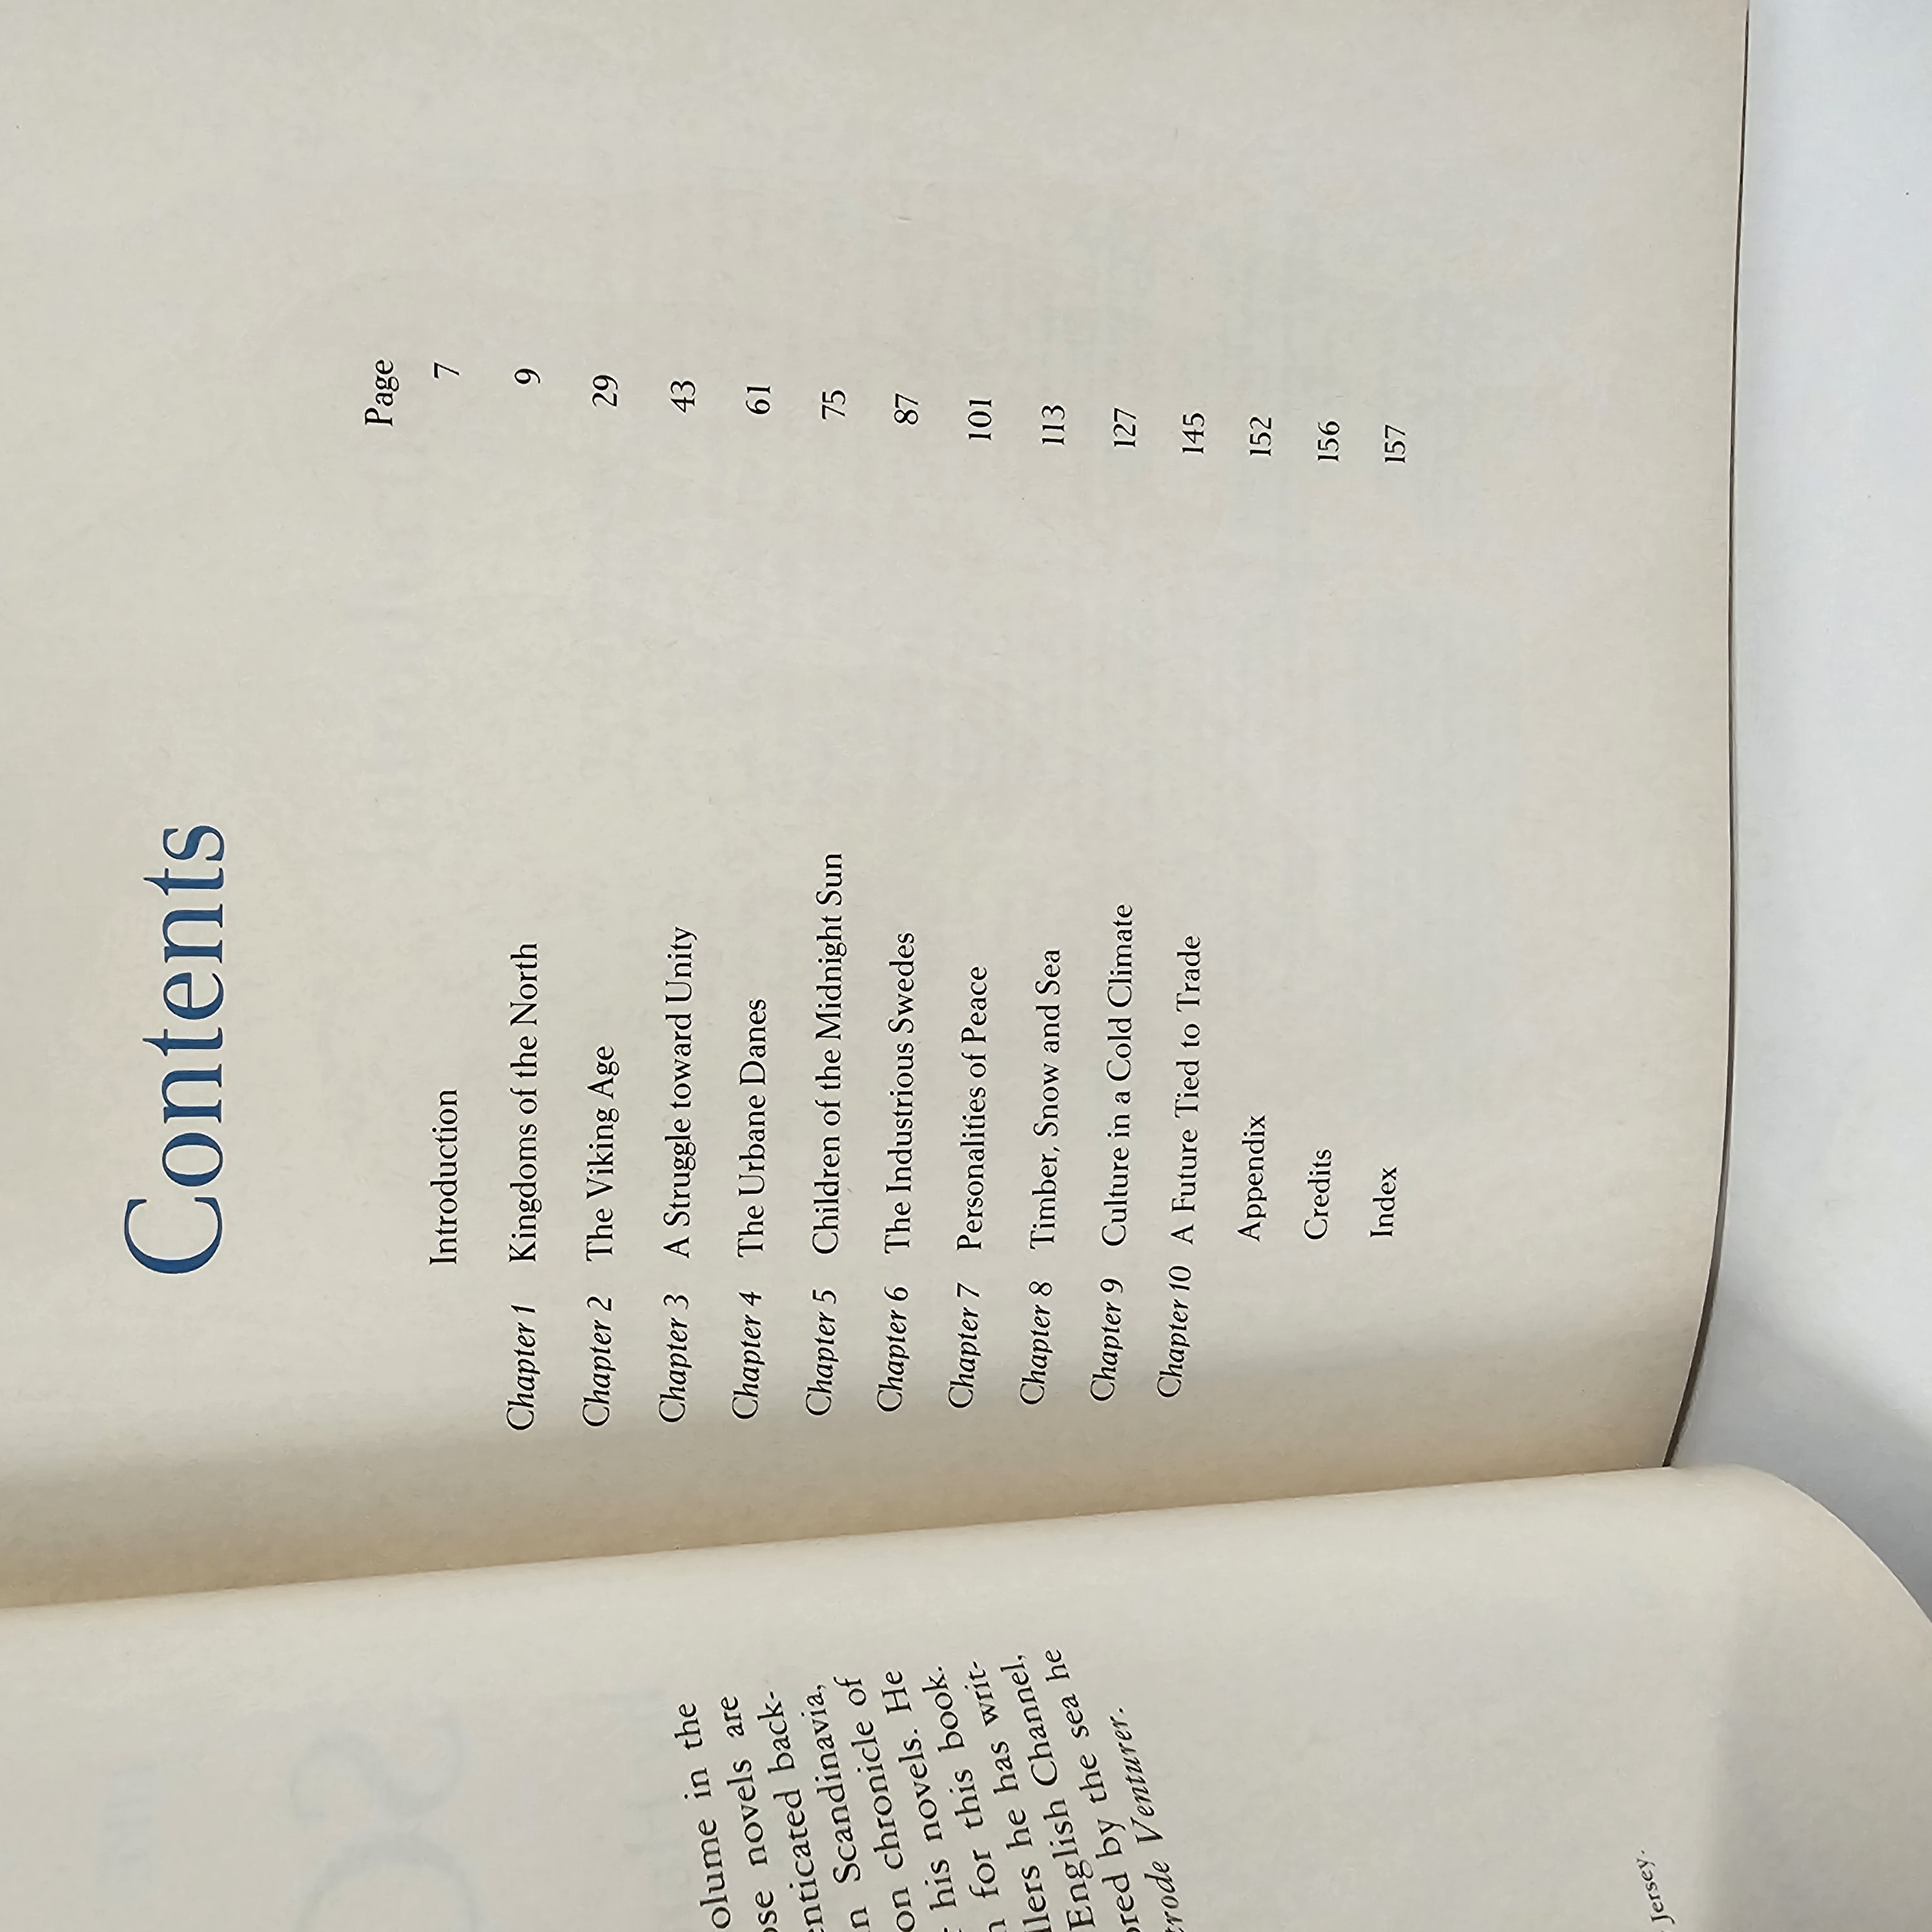 olume in the
novels are
back-
Scandinavia,
on chronicle of
his novels. He
for this book.
he has writ-
English Channel,
by the sea he
Venturer.
Jersey.
Contents
Page
Introduction 7
Chapter 1 Kingdoms of the North 9
Chapter 2 The Viking Age 29
Chapter 3 A Struggle toward Unity 43
Chapter 4 The Urbane Danes 61
Chapter 5 Children of the Midnight Sun 75
Chapter 6 The Industrious Swedes 87
Chapter 7 Personalities of Peace 101
Chapter 8 Timber, Snow and Sea 113
Chapter 9 Culture in a Cold Climate 127
Chapter 10 A Future Tied to Trade 145
Appendix 152
Credits 156
Index 157